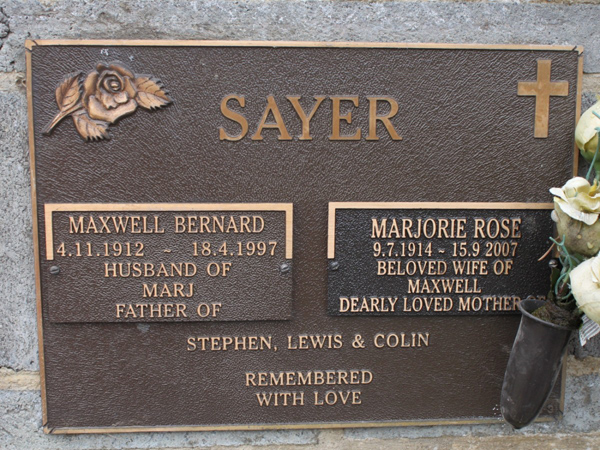 SAYER
MAXWELL BERNARD
4.11.1912 ~ 18.4.1997
HUSBAND OF
MARJ
FATHER OF
MARJORIE ROSE
9.7.1914 ~ 15.9 2007
BELOVED WIFE OF
MAXWELL
DEARLY LOVED MOTHER
STEPHEN, LEWIS & COLIN
REMEMBERED
WITH LOVE